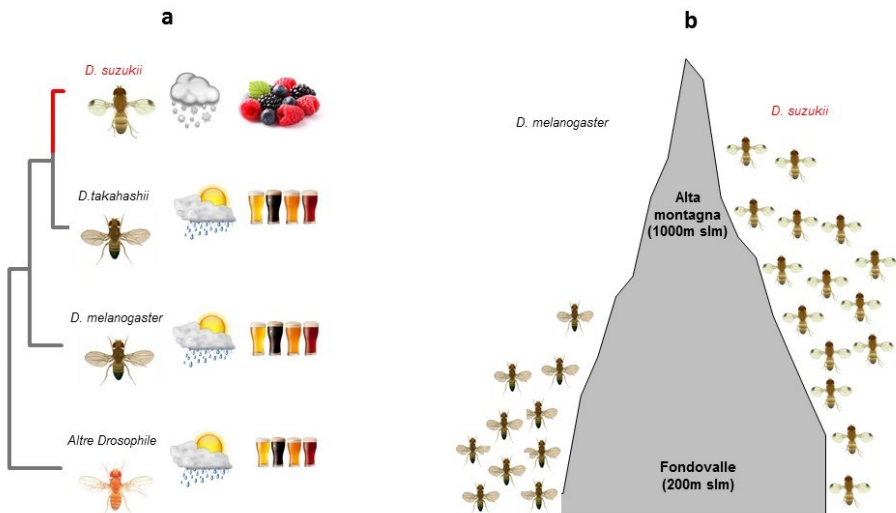 a
D. suzukii
D.takahashii
D. melanogaster
Altre Drosophile
b
D. melanogaster
D. suzukii
Alta
montagna
(1000m slm)
Fondovalle
(200m slm)